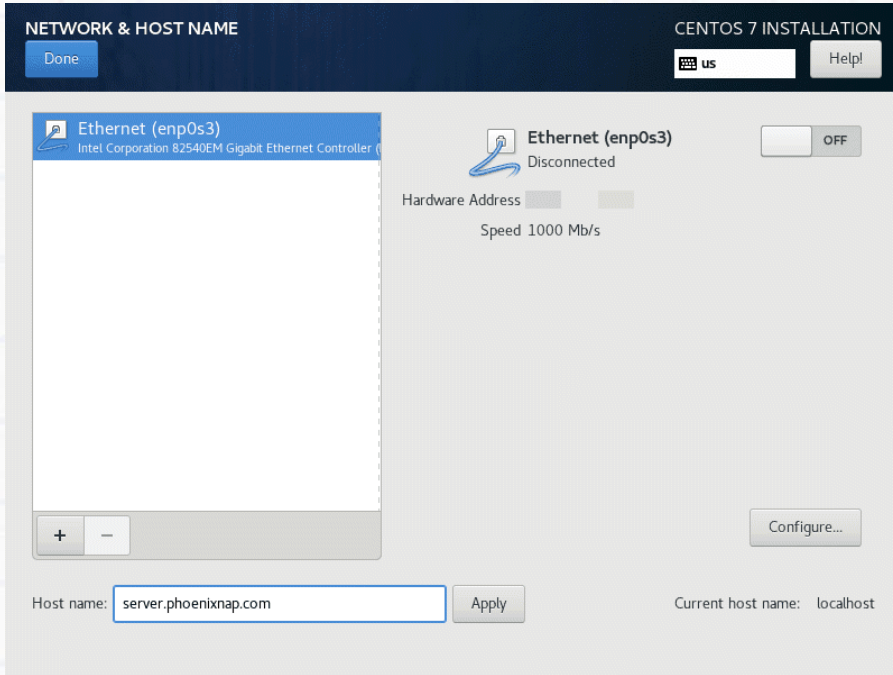 NETWORK & HOST NAME
CENTOS 7 INSTALLATION
Done
us
Help!
Ethernet (enp0s3)
Intel Corporation 82540EM Gigabit Ethernet Controller (
Ethernet (enp0s3)
Disconnected
OFF
Hardware Address
Speed 1000 Mb/s
+
−
Configure...
Host name: server.phoenixnap.com Apply Current host name: localhost